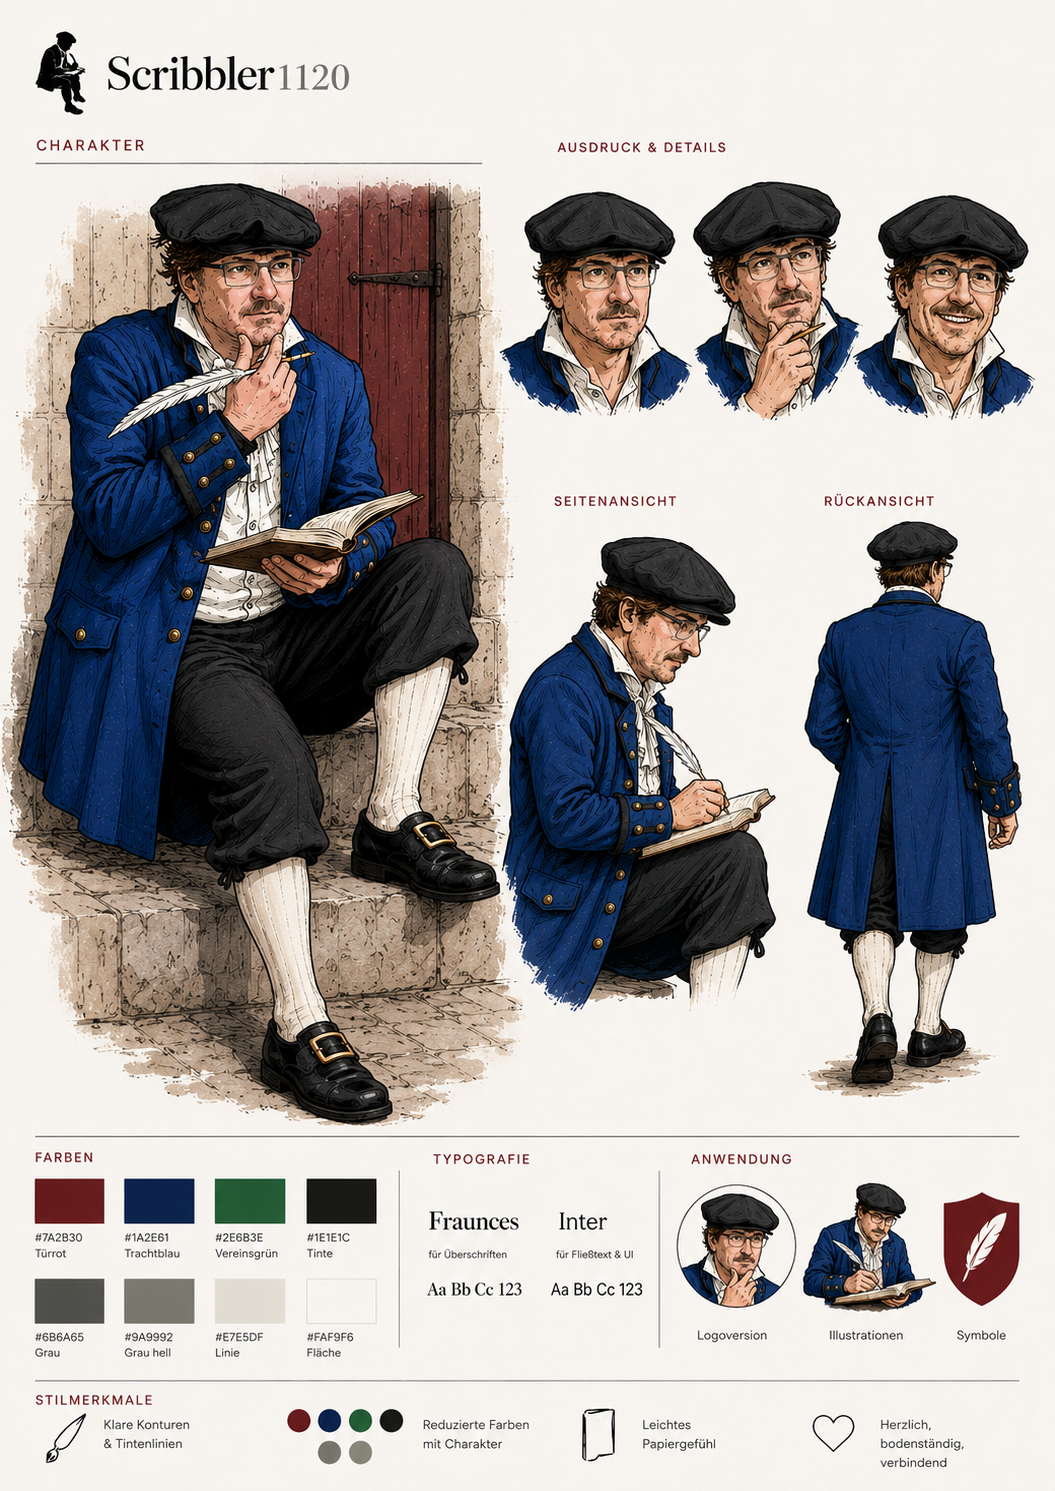 Scribbler1120
CHARAKTER
AUSDRUCK & DETAILS
SEITENANSICHT
RÜCKANSICHT
FARBEN
#7A2B30
Türrot
#1A2E61
Trachtblau
#2E6B3E
Vereinsgrün
#1E1E1C
Tinte
#6B6A65
Grau
#9A9992
Grau hell
#E7E5DF
Linie
#FAF9F6
Fläche
TYPOGRAFIE
Fraunces
für Überschriften
Aa Bb Cc 123
Inter
für Fließtext & UI
Aa Bb Cc 123
ANWENDUNG
Logoversion
Illustrationen
Symbole
STILMERKMALE
Klare Konturen
& Tintenlinien
Reduzierte Farben
mit Charakter
Leichtes
Papiergefühl
Herzlich,
bodenständig,
verbindend